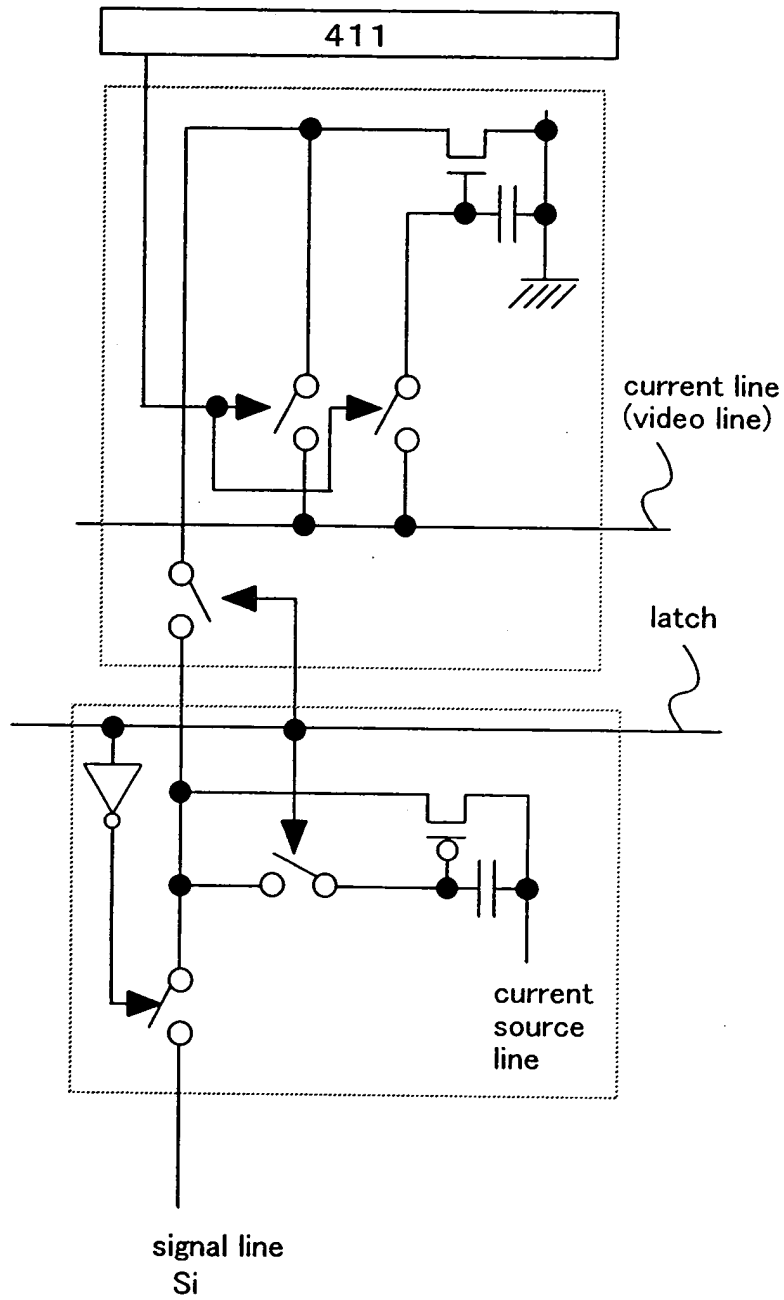 411
current line
(video line)
latch
current
source
line
signal line
Si